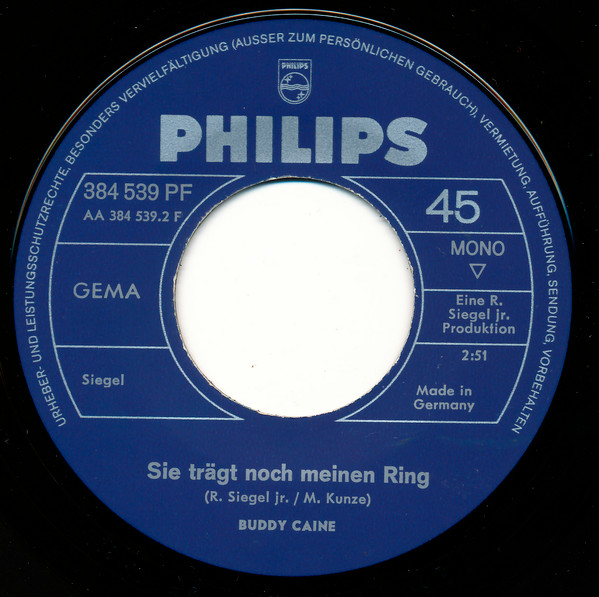 URHEBER- UND LEISTUNGSSCHUTZRECHTE, BESONDERS VERVIELFÄLTIGUNG (AUSSER ZUM PERSÖNLICHEN GEBRAUCH), VERMIETUNG, AUFFÜHRUNG, SENDUNG, VORBEHALTEN
PHILIPS
PHILIPS
384 539 PF
AA 384 539.2 F
45
MONO
GEMA
Eine R.
Siegel jr.
Produktion
2:51
Siegel
Made in
Germany
Sie trägt noch meinen Ring
(R. Siegel jr. / M. Kunze)
BUDDY CAINE